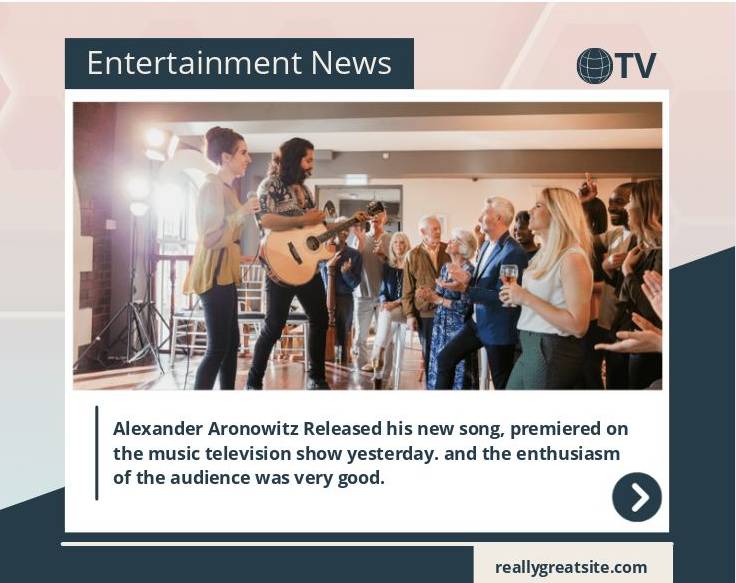 Entertainment News
TV
Alexander Aronowitz Released his new song, premiered on
the music television show yesterday. and the enthusiasm
of the audience was very good.
reallygreatsite.com